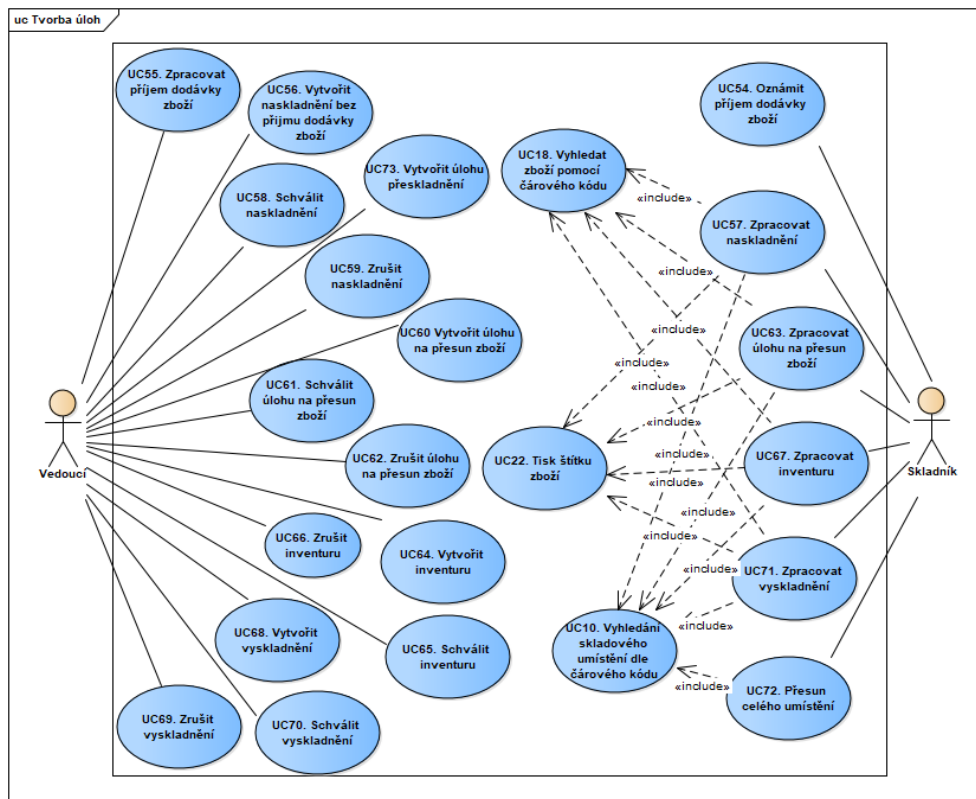 uc Tvorba úloh
UC55. Zpracovat
příjem dodávky
zboží
UC56. Vytvořit
naskladnění bez
přijmu dodávky
zboží
UC73. Vytvořit úlohu
přeskladnění
UC58. Schválit
naskladnění
UC59. Zrušit
naskladnění
UC60 Vytvořit úlohu
na přesun zboží
UC61. Schválit
úlohu na přesun
zboží
UC62. Zrušit úlohu
na přesun zboží
UC66. Zrušit
inventuru
UC64. Vytvořit
inventuru
UC68. Vytvořit
vyskladnění
UC65. Schválit
inventuru
UC69. Zrušit
vyskladnění
UC70. Schválit
vyskladnění
Vedoucí
UC18. Vyhledat
zboží pomocí
čárového kódu
UC22. Tisk štítku
zboží
UC10. Vyhledání
skladového
umístění dle
čárového kódu
«include»
«include»
«include»
«include»
«include»
«include»
«include»
«include»
«include»
«include»
«include»
«include»
«include»
UC54. Oznámit
příjem dodávky
zboží
UC57. Zpracovat
naskladnění
UC63. Zpracovat
úlohu na přesun
zboží
UC67. Zpracovat
inventuru
UC71. Zpracovat
vyskladnění
UC72. Přesun
celého umístění
Skladník